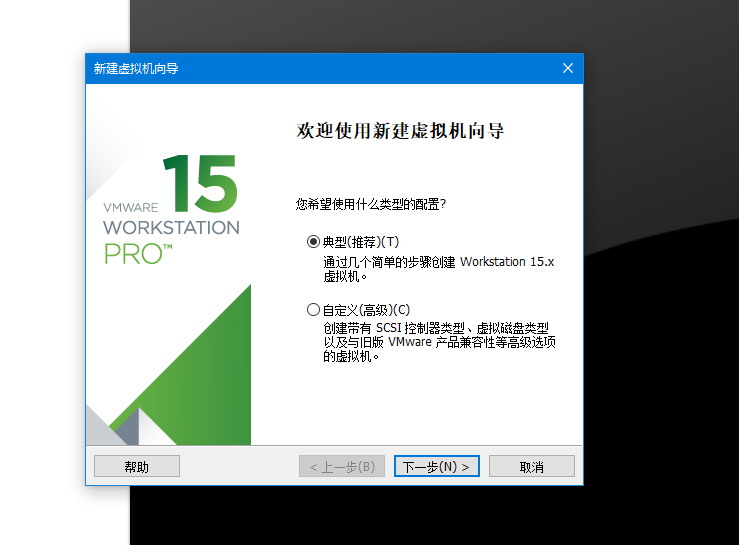 新建虚拟机向导
欢迎使用新建虚拟机向导
15
VMWARE
WORKSTATION
PRO™
您希望使用什么类型的配置?
典型(推荐)(T)
通过几个简单的步骤创建 Workstation 15.x
虚拟机。
自定义(高级)(C)
创建带有 SCSI 控制器类型、虚拟磁盘类型
以及与旧版 VMware 产品兼容性等高级选项
的虚拟机。
帮助
< 上一步(B)
下一步(N) >
取消